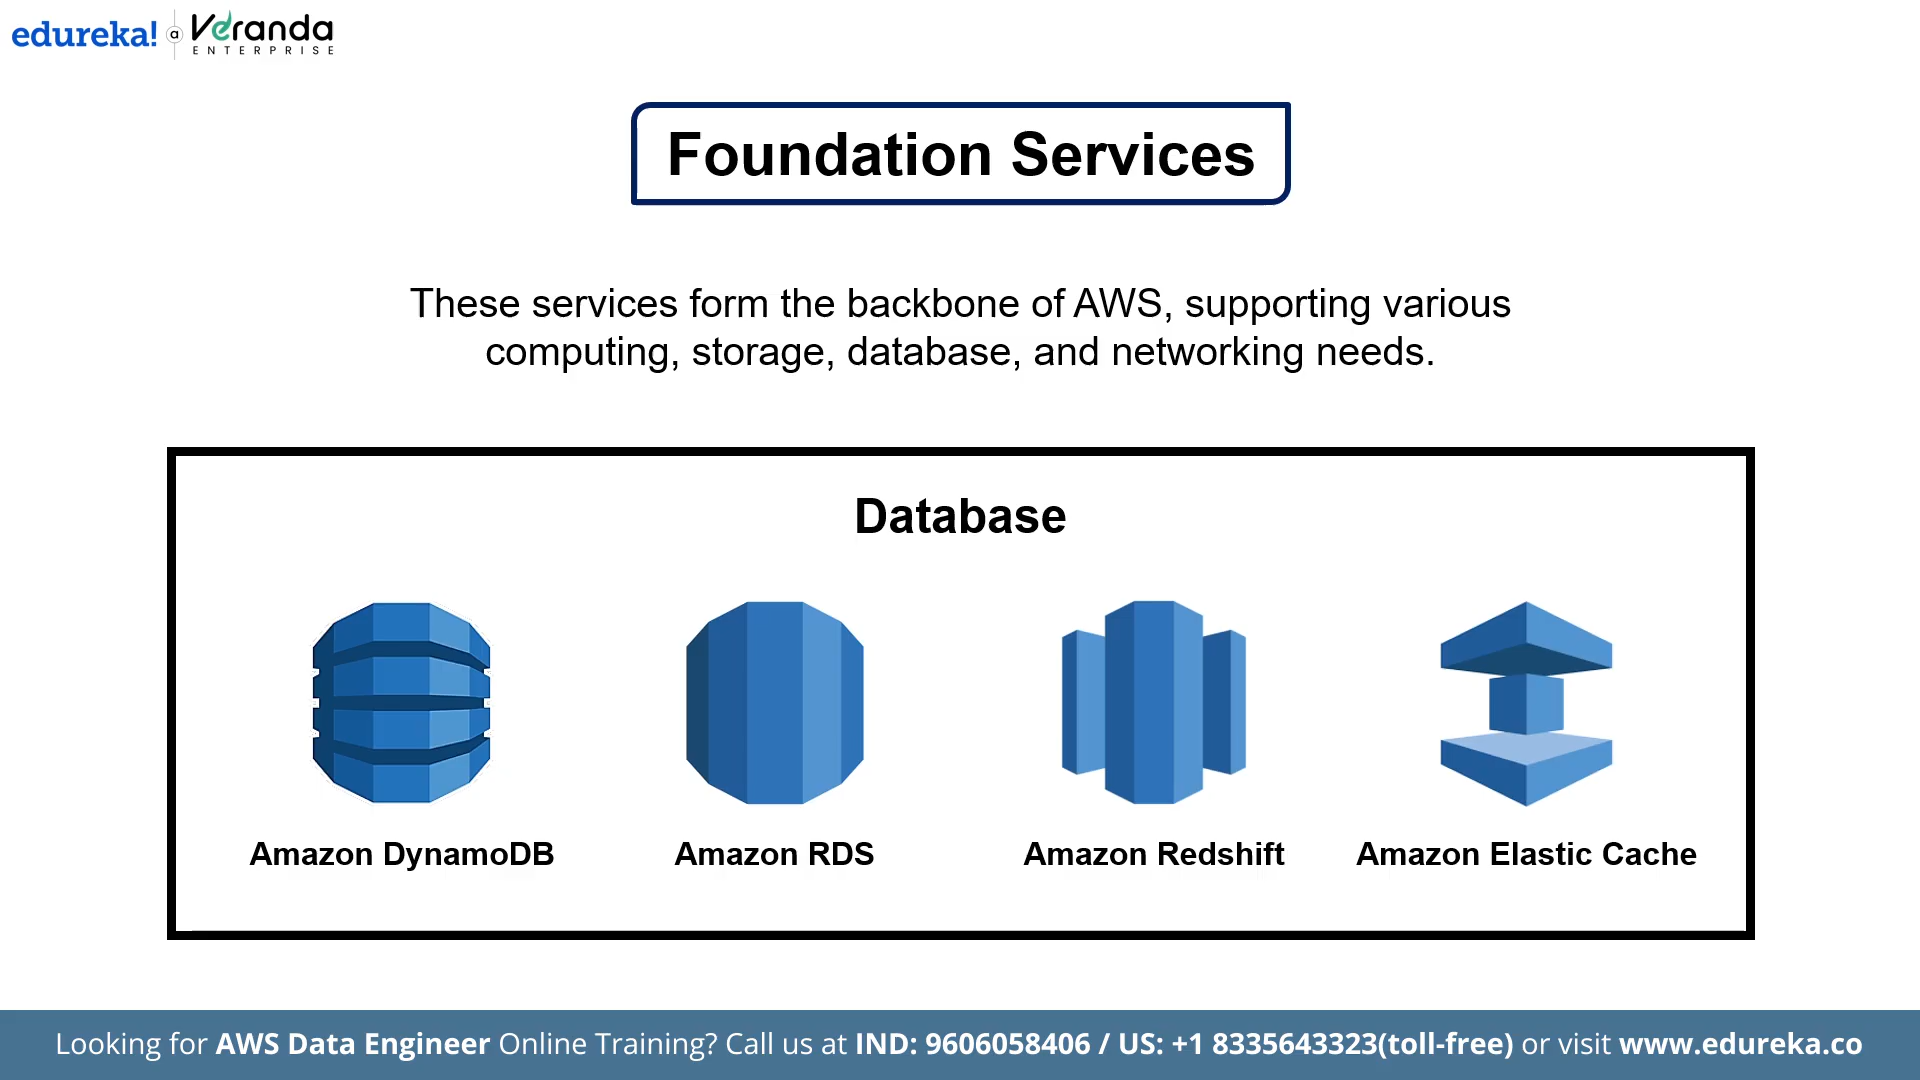 edureka! a Veranda
ENTERPRISE
Foundation Services
These services form the backbone of AWS, supporting various
computing, storage, database, and networking needs.
Database
Amazon DynamoDB
Amazon RDS
Amazon Redshift
Amazon Elastic Cache
Looking for AWS Data Engineer Online Training? Call us at IND: 9606058406 / US: +1 8335643323(toll-free) or visit www.edureka.co